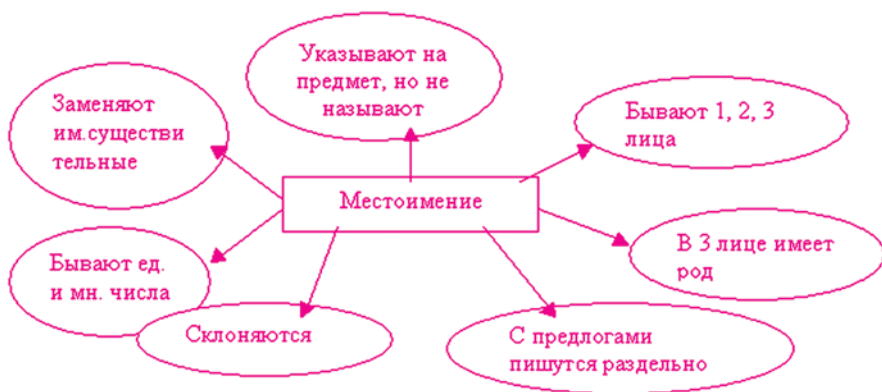 Указывают на
предмет, но не
называют
Заменяют
им.существи
тельные
Бывают 1, 2, 3
лица
Местоимение
В 3 лице имеет
род
Бывают ед.
и мн. числа
Склоняются
С предлогами
пишутся раздельно